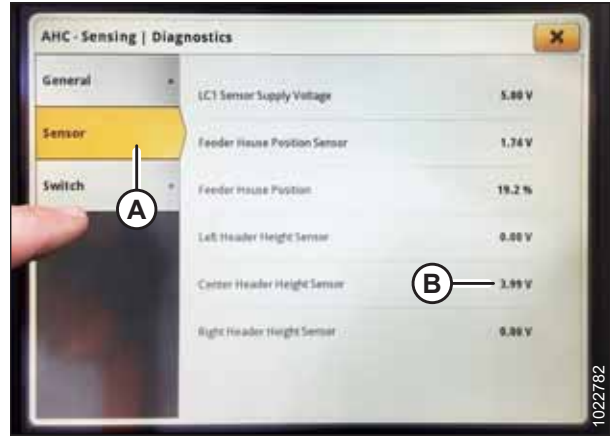 AHC - Sensing | Diagnostics
General
LC1 Sensor Supply Voltage 5.00 V
Sensor
Feeder House Position Sensor 1.74 V
A
Switch
Feeder House Position 19.2 %
Left Header Height Sensor 0.00 V
Center Header Height Sensor B 3.99 V
Right Header Height Sensor 0.00 V
1022782